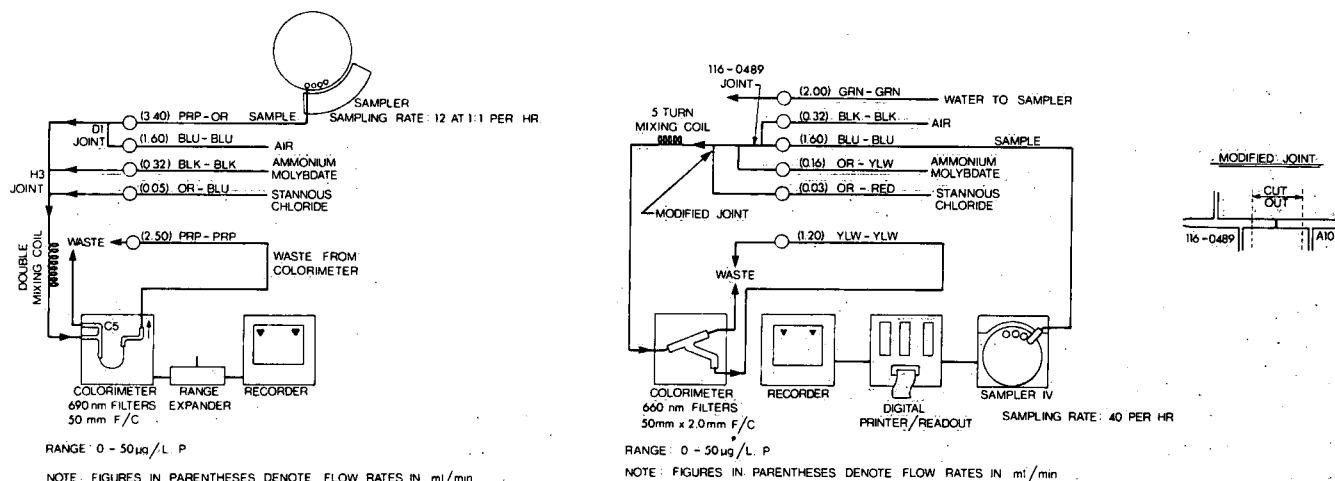 SAMPLER
SAMPLING RATE: 12 AT 1:1 PER HR.
(3.40) PRP-OR SAMPLE
D1
JOINT
(1.60) BLU-BLU
AIR
H3
JOINT
(0.32) BLK-BLK
AMMONIUM
MOLYBDATE
(0.05) OR-BLU
STANNOUS
CHLORIDE
DOUBLE
MIXING COIL
WASTE
(2.50) PRP-PRP
WASTE FROM
COLORIMETER
C5
COLORIMETER
690 nm FILTERS
50 mm F/C
RANGE
EXPANDER
RECORDER
RANGE: 0 - 50µg/L. P
NOTE: FIGURES IN PARENTHESES DENOTE FLOW RATES IN ml/min
116-0489
JOINT
5 TURN
MIXING COIL
(2.00) GRN-GRN
WATER TO SAMPLER
(0.32) BLK-BLK
AIR
(1.60) BLU-BLU
SAMPLE
(0.16) OR-YLW
AMMONIUM
MOLYBDATE
(0.03) OR-RED
STANNOUS
CHLORIDE
MODIFIED JOINT
(1.20) YLW-YLW
WASTE
COLORIMETER
660 nm FILTERS
50mm x 2.0mm F/C
RECORDER
DIGITAL
PRINTER/READOUT
SAMPLER IV
SAMPLING RATE: 40 PER HR
RANGE: 0 - 50µg/L. P
NOTE: FIGURES IN PARENTHESES DENOTE FLOW RATES IN ml/min
MODIFIED JOINT
CUT
OUT
116-0489
A10